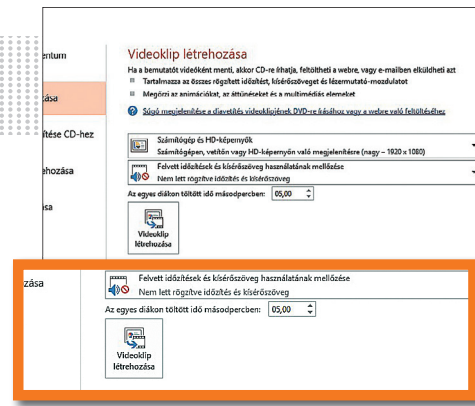 Videoklip létrehozása
Ha a bemutatót videóként menti, akkor CD-re írhatja, feltöltheti a webre, vagy e-mailben elküldheti azt
Tartalmazza az összes rögzített időzítést, kísérőszöveget és lézermutató-mozdulatot
Megőrzi az animációkat, az áttűnéseket és a multimédiás elemeket
Súgó megjelenítése a diavetítés videoklipjének DVD-re írásához vagy a webre való feltöltéséhez
entum
zása
ítése CD-hez
ehozása
ása
Számítógép és HD-képernyők
Számítógépen, vetítőn vagy HD-képernyőn való megjelenítésre (nagy – 1920 x 1080)
Felvett időzítések és kísérőszöveg használatának mellőzése
Nem lett rögzítve időzítés és kísérőszöveg
Az egyes diákon töltött idő másodpercben: 05,00
Videoklip
létrehozása
zása
Felvett időzítések és kísérőszöveg használatának mellőzése
Nem lett rögzítve időzítés és kísérőszöveg
Az egyes diákon töltött idő másodpercben: 05,00
Videoklip
létrehozása